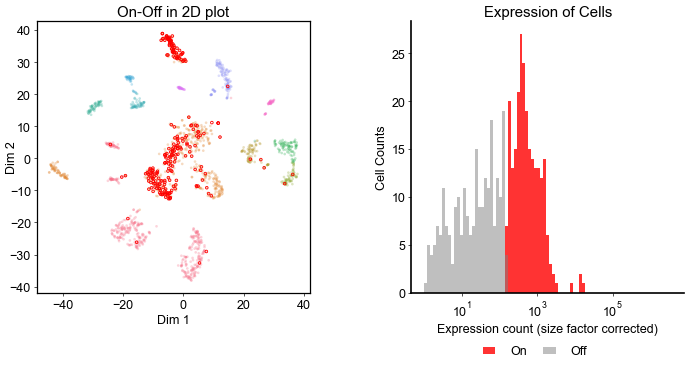 On-Off in 2D plot
40
30
20
10
0
−10
−20
−30
−40
Dim 2
−40 −20 0 20 40
Dim 1
Expression of Cells
25
20
15
10
5
0
Cell Counts
10^1 10^3 10^5
Expression count (size factor corrected)
On Off